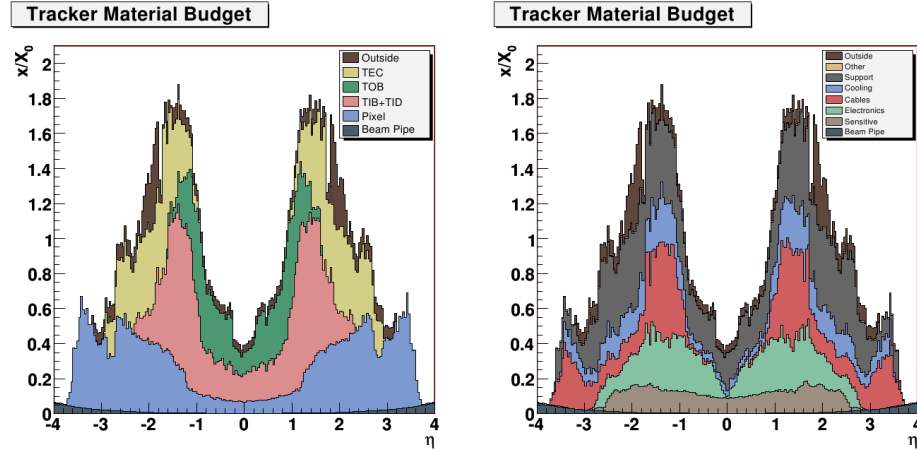 Tracker Material Budget
x/X0
2
1.8
1.6
1.4
1.2
1
0.8
0.6
0.4
0.2
0
-4 -3 -2 -1 0 1 2 3 4
η
Outside
TEC
TOB
TIB+TID
Pixel
Beam Pipe
Tracker Material Budget
x/X0
2
1.8
1.6
1.4
1.2
1
0.8
0.6
0.4
0.2
0
-4 -3 -2 -1 0 1 2 3 4
η
Outside
Other
Support
Cooling
Cables
Electronics
Sensitive
Beam Pipe